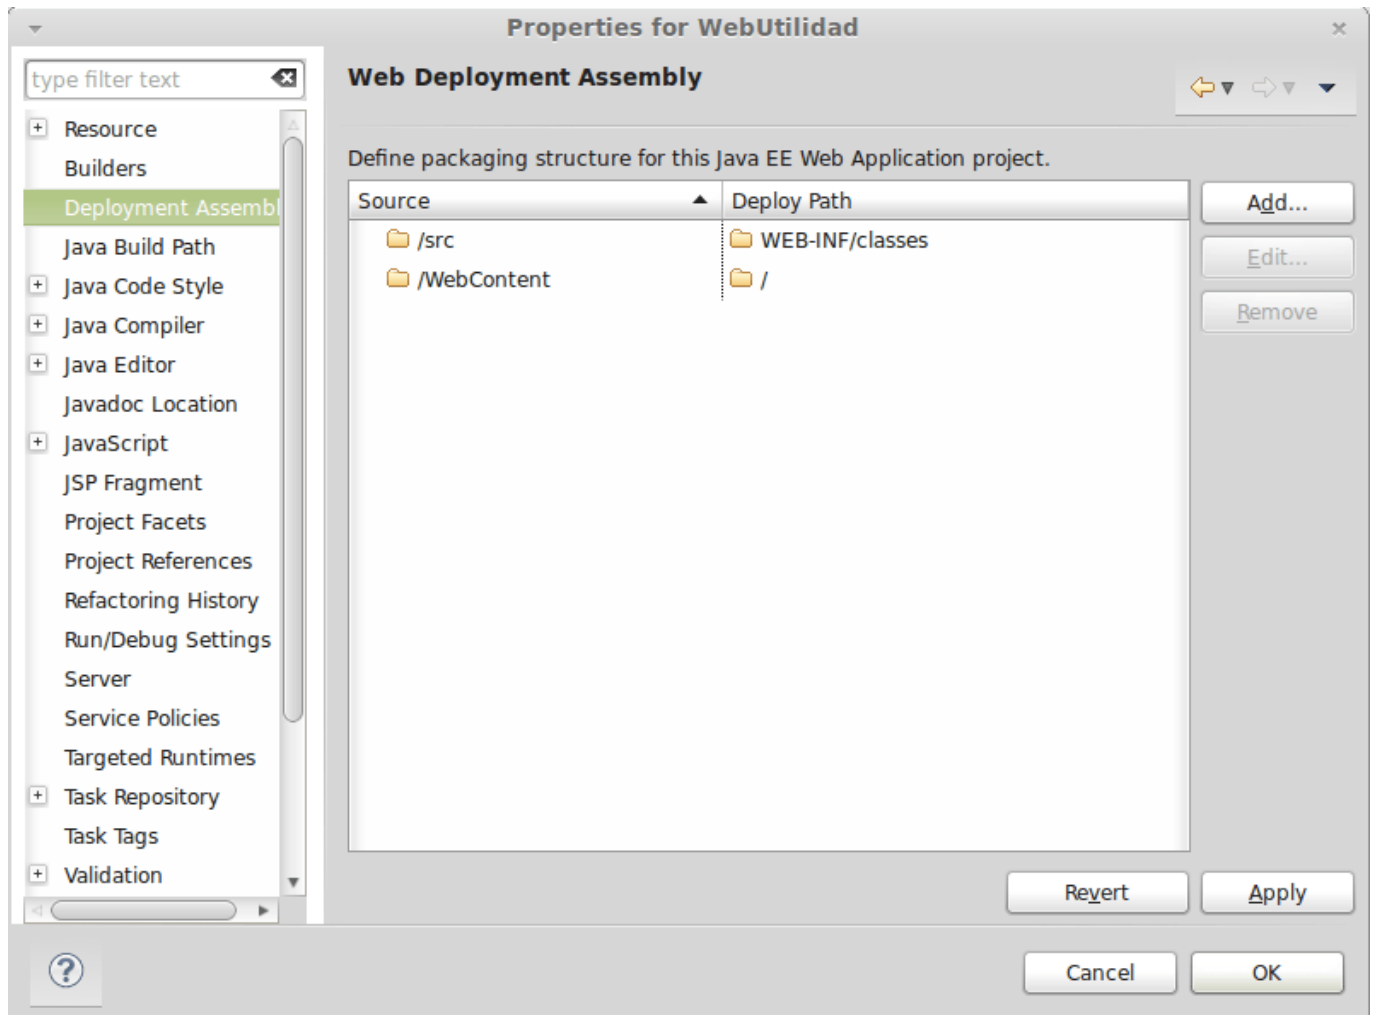 Properties for WebUtilidad
type filter text
Resource
Builders
Deployment Assembl
Java Build Path
Java Code Style
Java Compiler
Java Editor
Javadoc Location
JavaScript
JSP Fragment
Project Facets
Project References
Refactoring History
Run/Debug Settings
Server
Service Policies
Targeted Runtimes
Task Repository
Task Tags
Validation
Web Deployment Assembly
Define packaging structure for this Java EE Web Application project.
Source Deploy Path
/src WEB-INF/classes
/WebContent /
Add...
Edit...
Remove
Revert Apply
? Cancel OK